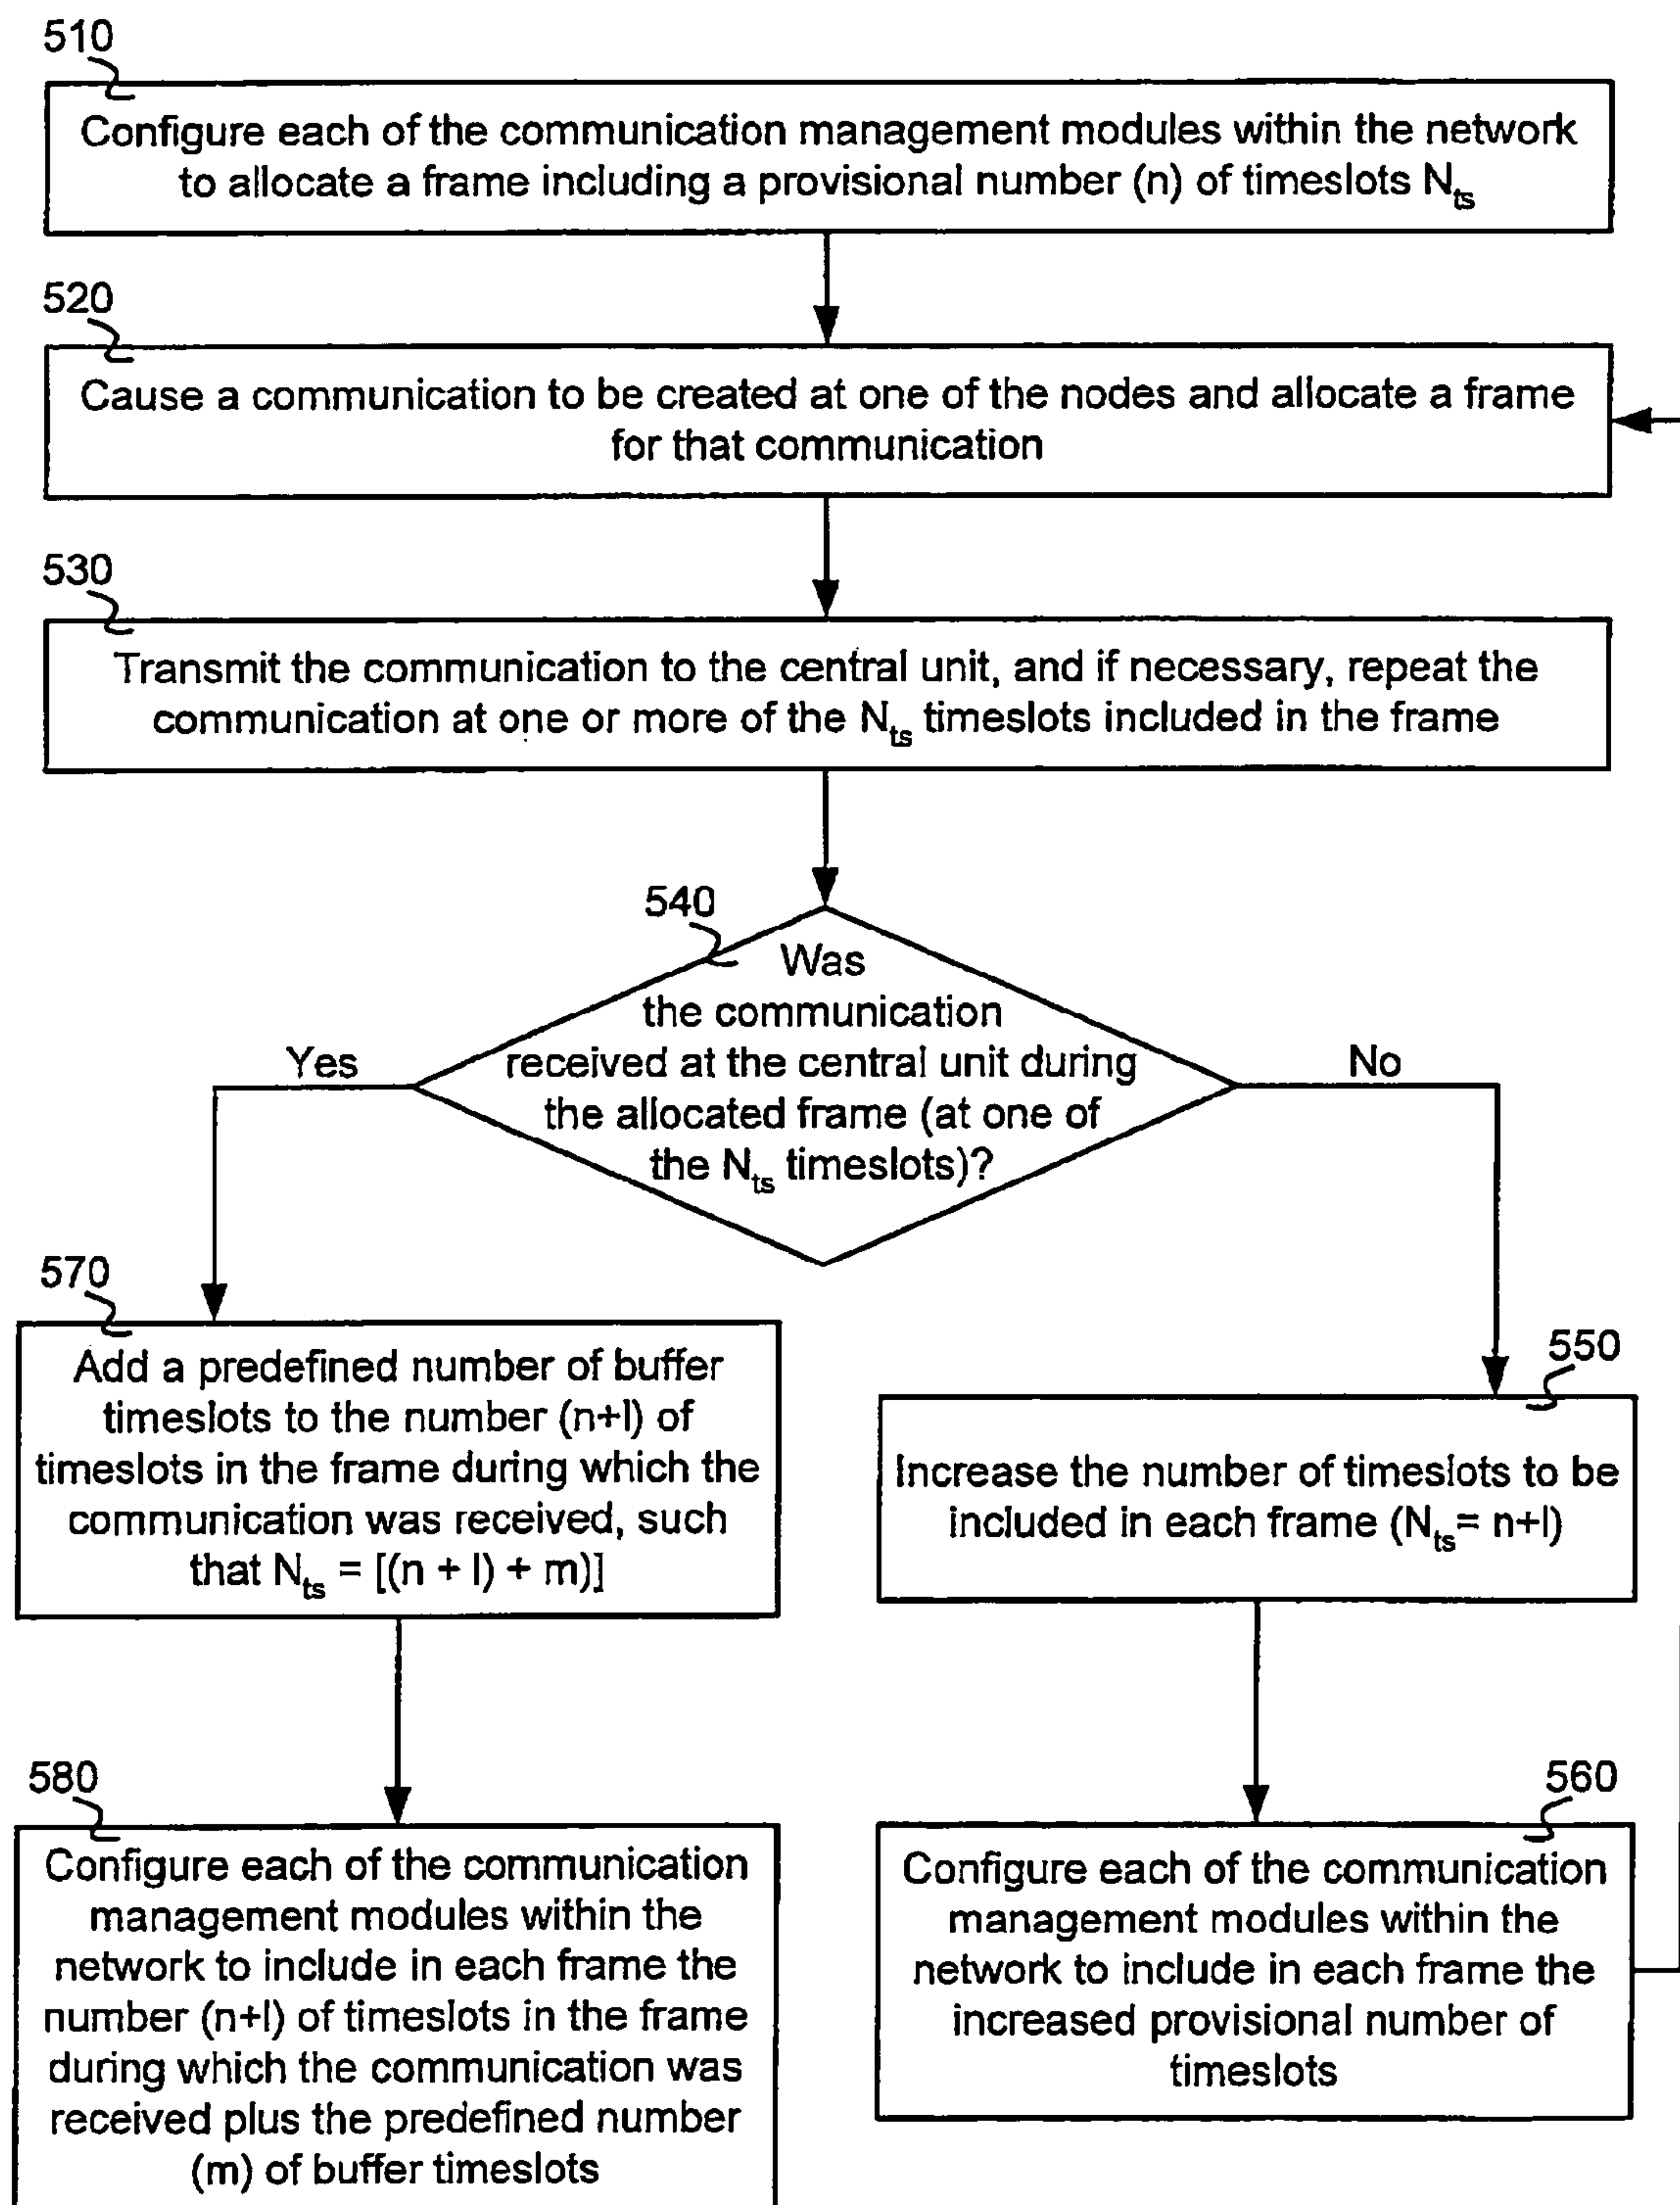 510
Configure each of the communication management modules within the network
to allocate a frame including a provisional number (n) of timeslots Nts
520
Cause a communication to be created at one of the nodes and allocate a frame
for that communication
530
Transmit the communication to the central unit, and if necessary, repeat the
communication at one or more of the Nts timeslots included in the frame
540
Was
the communication
received at the central unit during
the allocated frame (at one of
the Nts timeslots)?
Yes
No
570
Add a predefined number of buffer
timeslots to the number (n+l) of
timeslots in the frame during which the
communication was received, such
that Nts = [(n + l) + m)]
550
Increase the number of timeslots to be
included in each frame (Nts= n+l)
580
Configure each of the communication
management modules within the
network to include in each frame the
number (n+l) of timeslots in the frame
during which the communication was
received plus the predefined number
(m) of buffer timeslots
560
Configure each of the communication
management modules within the
network to include in each frame the
increased provisional number of
timeslots